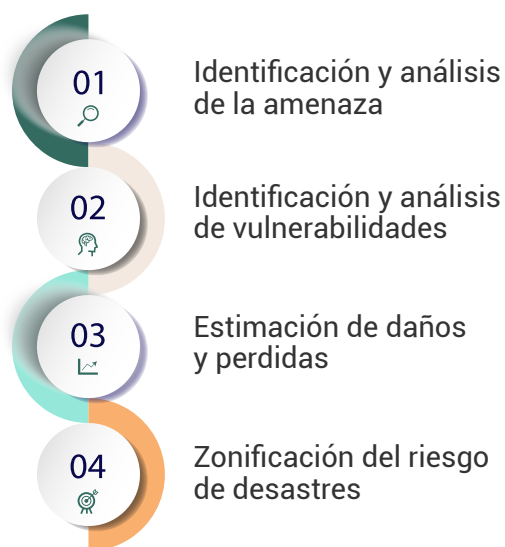 01
Identificación y análisis
de la amenaza
02
Identificación y análisis
de vulnerabilidades
03
Estimación de daños
y perdidas
04
Zonificación del riesgo
de desastres